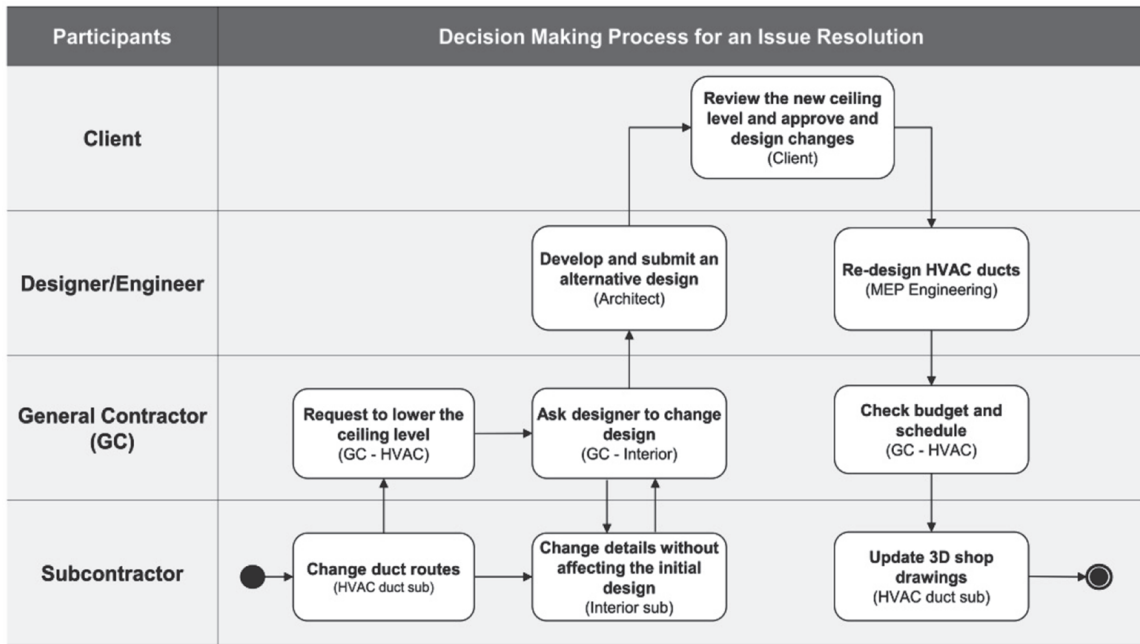 Participants
Decision Making Process for an Issue Resolution
Client
Review the new ceiling
level and approve and
design changes
(Client)
Designer/Engineer
Develop and submit an
alternative design
(Architect)
Re-design HVAC ducts
(MEP Engineering)
General Contractor
(GC)
Request to lower the
ceiling level
(GC - HVAC)
Ask designer to change
design
(GC - Interior)
Check budget and
schedule
(GC - HVAC)
Subcontractor
Change duct routes
(HVAC duct sub)
Change details without
affecting the initial
design
(Interior sub)
Update 3D shop
drawings
(HVAC duct sub)